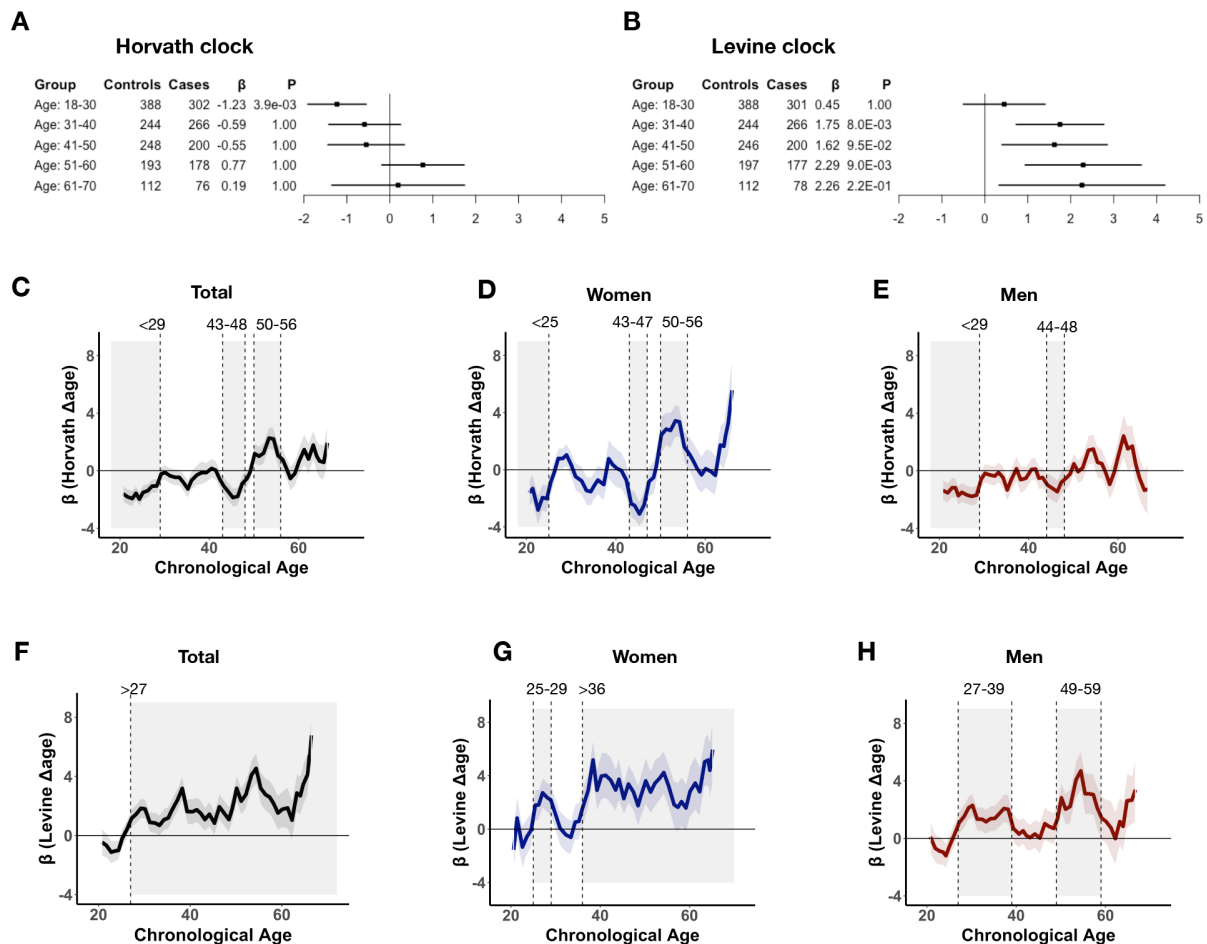 A
B
Horvath clock
Levine clock
Group Controls Cases β P
Age: 18-30 388 302 -1.23 3.9e-03
Age: 31-40 244 266 -0.59 1.00
Age: 41-50 248 200 -0.55 1.00
Age: 51-60 193 178 0.77 1.00
Age: 61-70 112 76 0.19 1.00
-2 -1 0 1 2 3 4 5
Group Controls Cases β P
Age: 18-30 388 301 0.45 1.00
Age: 31-40 244 266 1.75 8.0E-03
Age: 41-50 246 200 1.62 9.5E-02
Age: 51-60 197 177 2.29 9.0E-03
Age: 61-70 112 78 2.26 2.2E-01
-2 -1 0 1 2 3 4 5
C
Total
<29 43-48 50-56
β (Horvath Δage)
8
4
0
-4
20 40 60
Chronological Age
D
Women
<25 43-47 50-56
β (Horvath Δage)
8
4
0
-4
20 40 60
Chronological Age
E
Men
<29 44-48
β (Horvath Δage)
8
4
0
-4
20 40 60
Chronological Age
F
Total
>27
β (Levine Δage)
8
4
0
-4
20 40 60
Chronological Age
G
Women
25-29 >36
β (Levine Δage)
8
4
0
-4
20 40 60
Chronological Age
H
Men
27-39 49-59
β (Levine Δage)
8
4
0
-4
20 40 60
Chronological Age